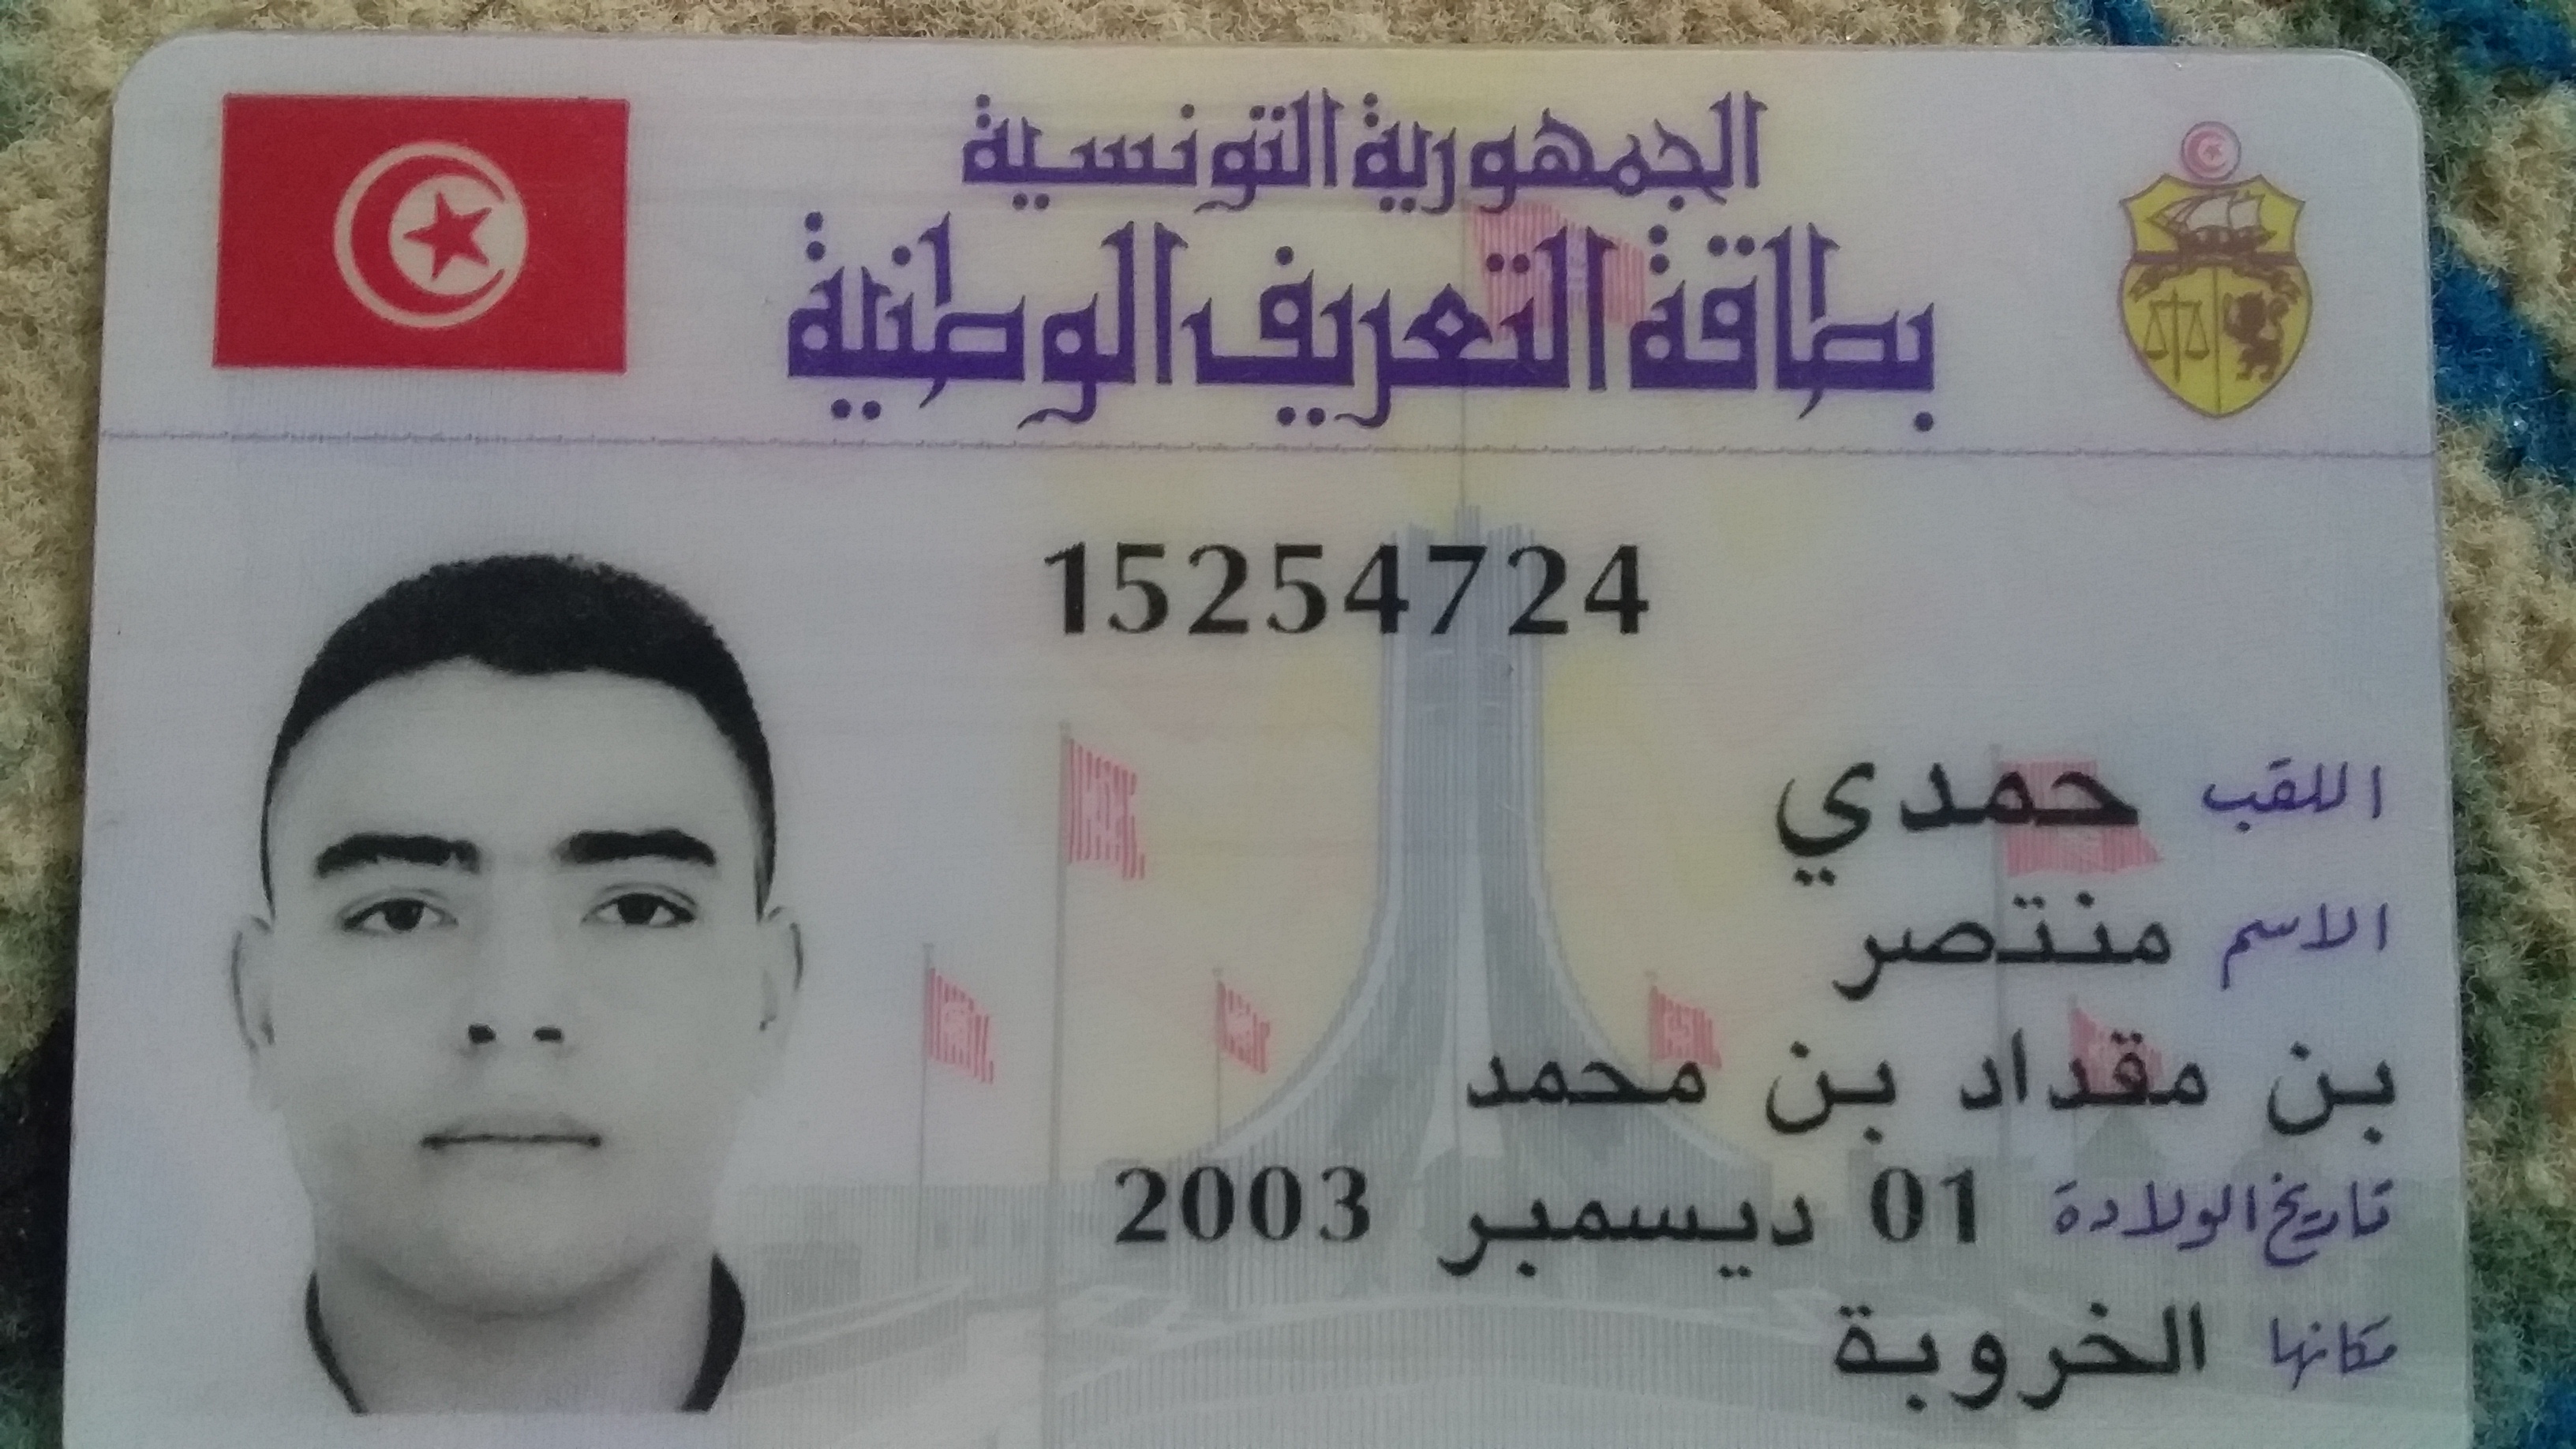 الجمهورية التونسية
بطاقة التعريف الوطنية
15254724
اللقب حمدي
الاسم منتصر
بن مقداد بن محمد
تاريخ الولادة 01 ديسمبر 2003
مكانها الخروبة